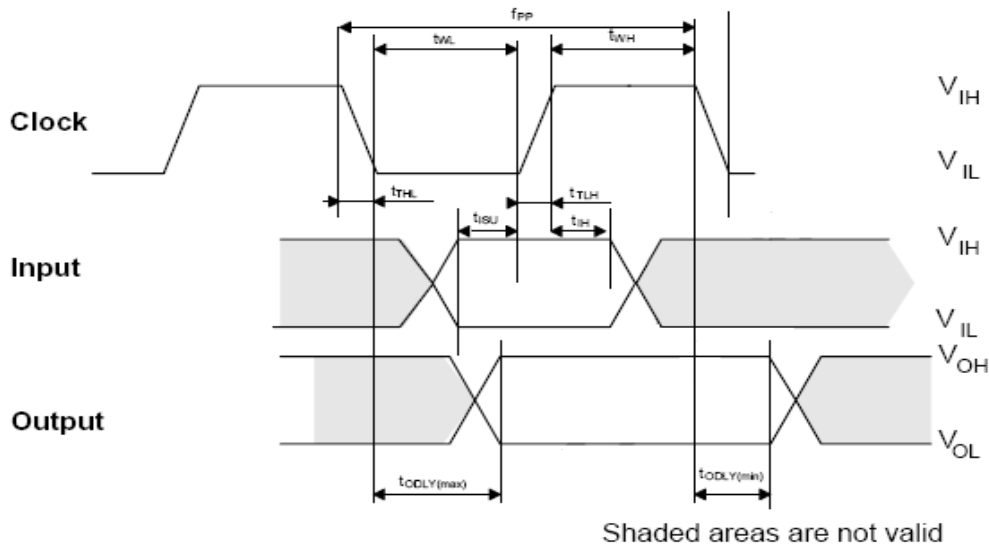 fPP
tWL
tWH
VIH
Clock
VIL
tTHL
tTLH
tISU
tIH
VIH
Input
VIL
VOH
Output
VOL
tODLY(max)
tODLY(min)
Shaded areas are not valid